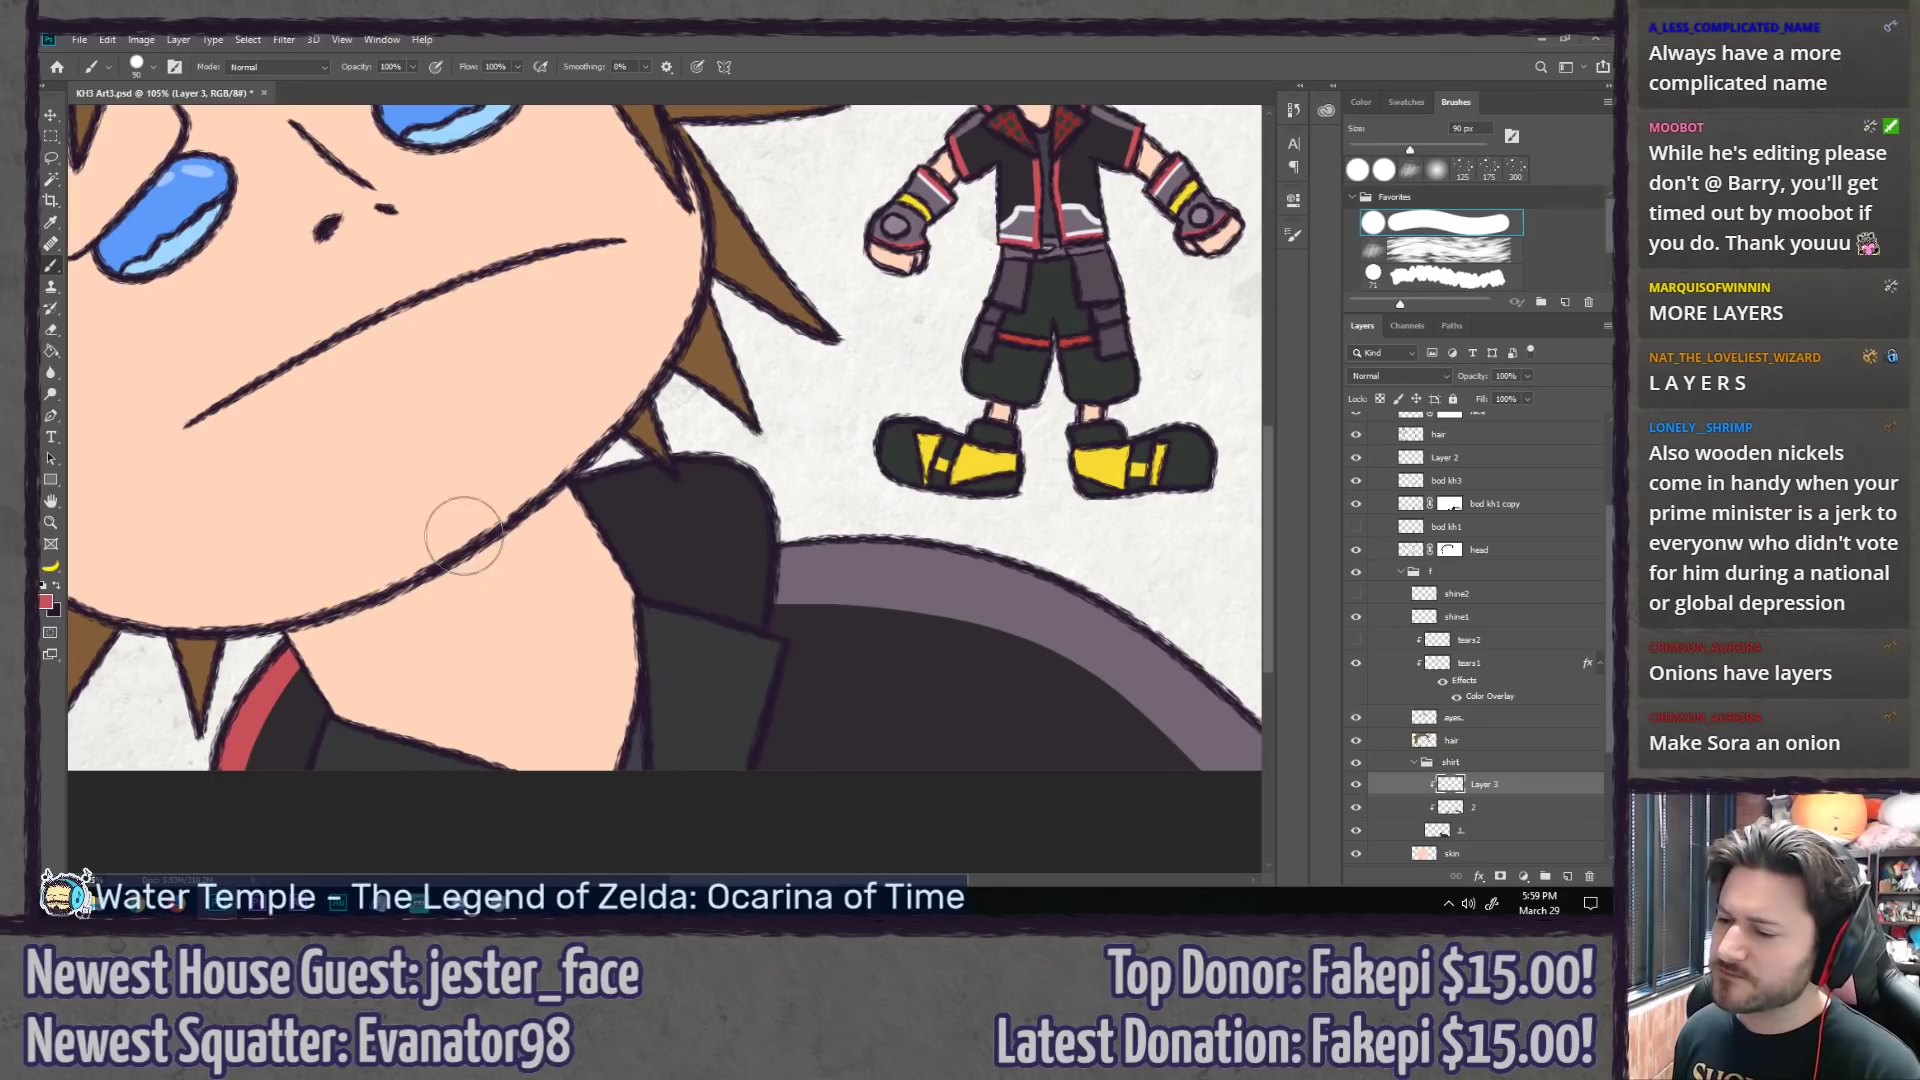 File Edit Image Layer Type Select Filter 3D View Window Help
90 Mode: Normal Opacity: 100% Flow: 100% Smoothing: 0%
KH3 Art3.psd @ 105% (Layer 3, RGB/8#) * ×
Color Swatches Brushes
Size: 90 px
125 175 300
Favorites
71
Layers Channels Paths
Kind
Normal Opacity: 100%
Lock: Fill: 100%
hair
Layer 2
bod kh3
bod kh1 copy
bod kh1
head
f
shine2
shine1
tears2
tears1 fx
Effects
Color Overlay
eyes
hair
shirt
Layer 3
2
1
skin
5:59 PM
March 29
Water Temple - The Legend of Zelda: Ocarina of Time
Newest House Guest: jester_face
Newest Squatter: Evanator98
Top Donor: Fakepi $15.00!
Latest Donation: Fakepi $15.00!
A_LESS_COMPLICATED_NAME
Always have a more
complicated name
MOOBOT
While he's editing please
don't @ Barry, you'll get
timed out by moobot if
you do. Thank youuu
MARQUISOFWINNIN
MORE LAYERS
NAT_THE_LOVELIEST_WIZARD
L A Y E R S
LONELY__SHRIMP
Also wooden nickels
come in handy when your
prime minister is a jerk to
everyonw who didn't vote
for him during a national
or global depression
CRIMSON_AURORA
Onions have layers
CRIMSON_AURORA
Make Sora an onion